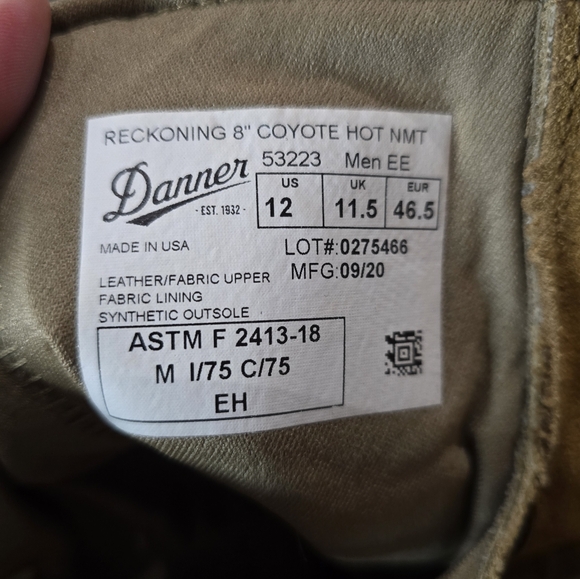 RECKONING 8" COYOTE HOT NMT
53223 Men EE
Danner
- EST. 1932 -
US UK EUR
12 11.5 46.5
MADE IN USA
LOT#:0275466
MFG:09/20
LEATHER/FABRIC UPPER
FABRIC LINING
SYNTHETIC OUTSOLE
ASTM F 2413-18
M I/75 C/75
EH